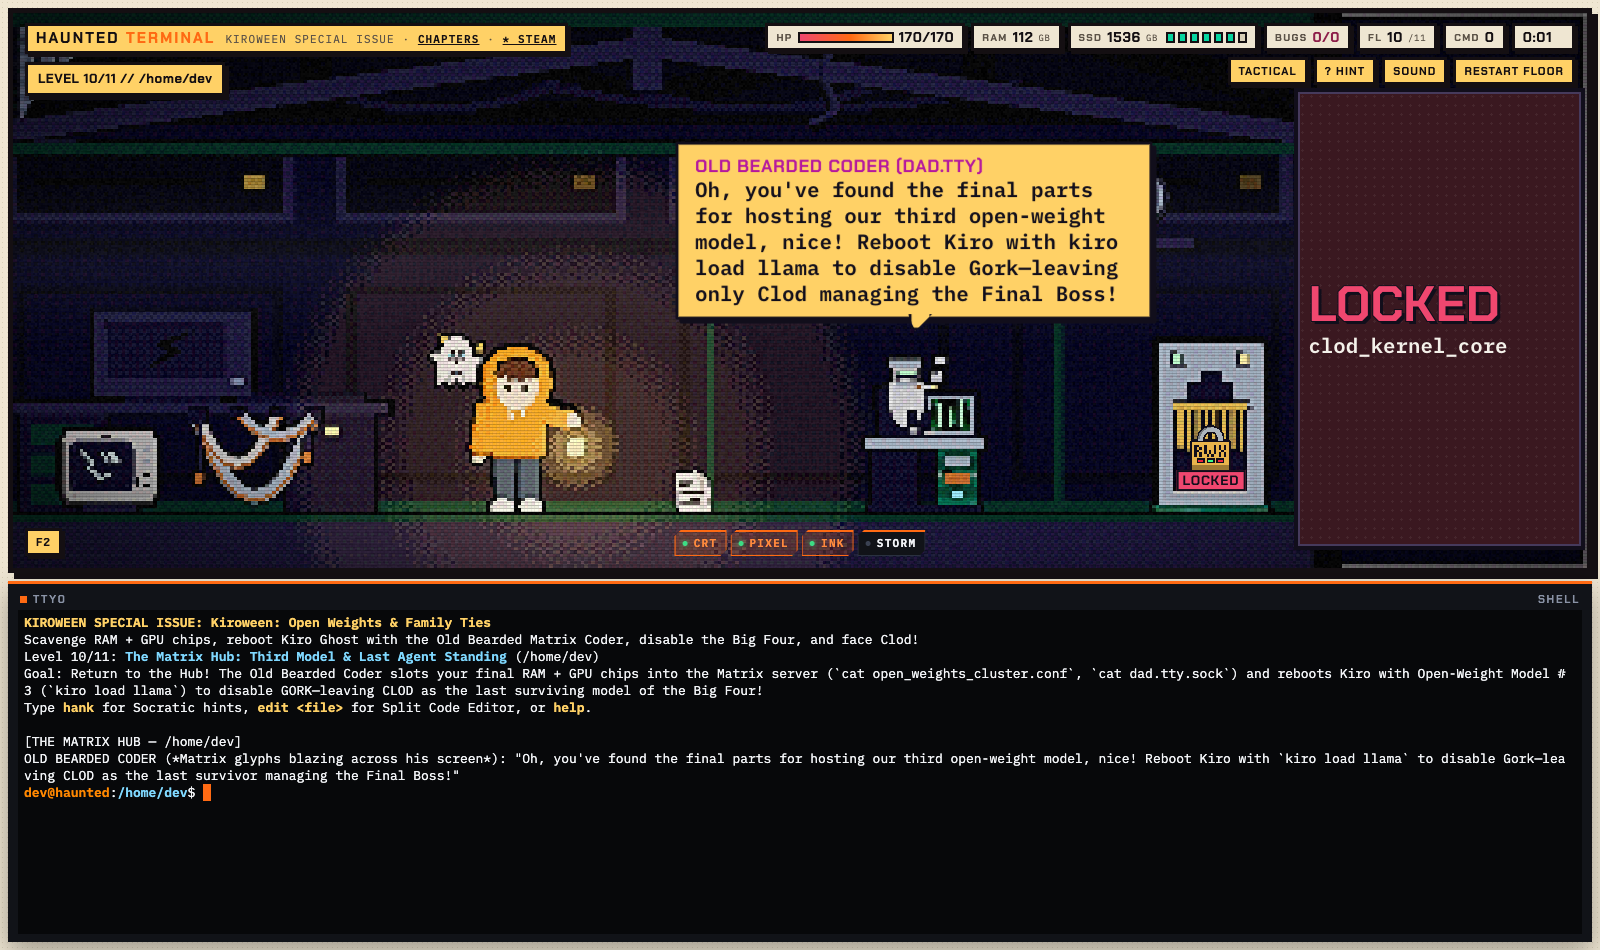 HAUNTED TERMINAL KIROWEEN SPECIAL ISSUE · CHAPTERS · * STEAM
HP 170/170 RAM 112 GB SSD 1536 GB BUGS 0/0 FL 10 /11 CMD 0 0:01
LEVEL 10/11 // /home/dev
TACTICAL ? HINT SOUND RESTART FLOOR
OLD BEARDED CODER (DAD.TTY)
Oh, you've found the final parts
for hosting our third open-weight
model, nice! Reboot Kiro with kiro
load llama to disable Gork—leaving
only Clod managing the Final Boss!
LOCKED
clod_kernel_core
RWX
LOCKED
F2
CRT PIXEL INK STORM
TTY0 SHELL
KIROWEEN SPECIAL ISSUE: Kiroween: Open Weights & Family Ties
Scavenge RAM + GPU chips, reboot Kiro Ghost with the Old Bearded Matrix Coder, disable the Big Four, and face Clod!
Level 10/11: The Matrix Hub: Third Model & Last Agent Standing (/home/dev)
Goal: Return to the Hub! The Old Bearded Coder slots your final RAM + GPU chips into the Matrix server (`cat open_weights_cluster.conf`, `cat dad.tty.sock`) and reboots Kiro with Open-Weight Model #
3 (`kiro load llama`) to disable GORK—leaving CLOD as the last surviving model of the Big Four!
Type hank for Socratic hints, edit <file> for Split Code Editor, or help.
[THE MATRIX HUB — /home/dev]
OLD BEARDED CODER (*Matrix glyphs blazing across his screen*): "Oh, you've found the final parts for hosting our third open-weight model, nice! Reboot Kiro with `kiro load llama` to disable Gork—lea
ving CLOD as the last survivor managing the Final Boss!"
dev@haunted:/home/dev$